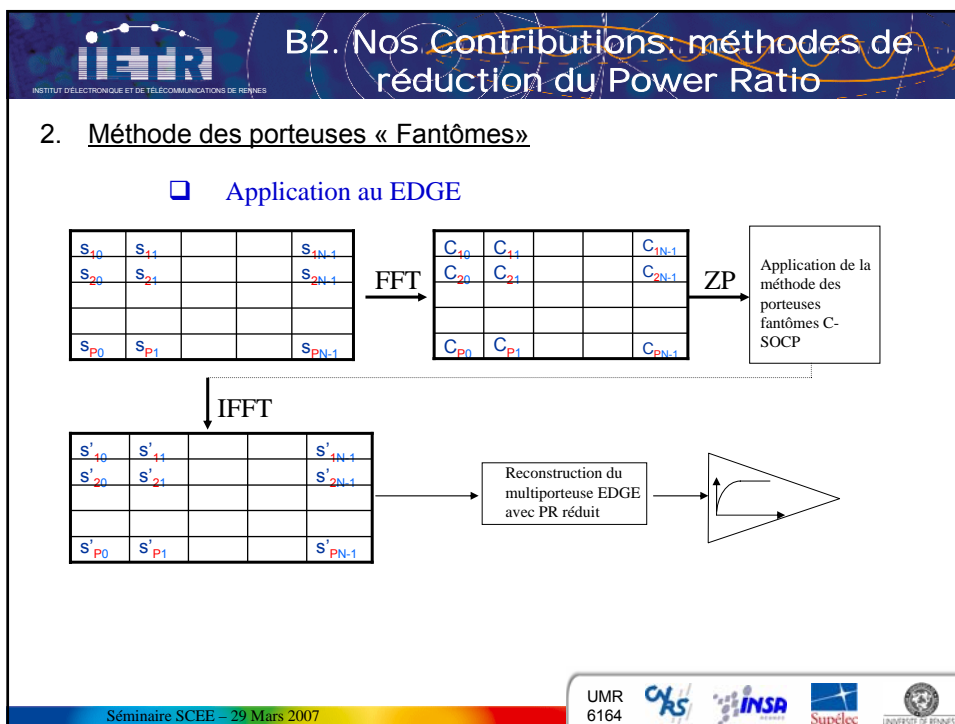 B2. Nos Contributions: méthodes de
réduction du Power Ratio
IETR
INSTITUT D'ÉLECTRONIQUE ET DE TÉLÉCOMMUNICATIONS DE RENNES
2. Méthode des porteuses « Fantômes»
❑ Application au EDGE
s10 s11 s1N-1
s20 s21 s2N-1
sP0 sP1 sPN-1
FFT
C10 C11 C1N-1
C20 C21 C2N-1
CP0 CP1 CPN-1
ZP
Application de la
méthode des
porteuses
fantômes C-
SOCP
IFFT
s'10 s'11 s'1N-1
s'20 s'21 s'2N-1
s'P0 s'P1 s'PN-1
Reconstruction du
multiporteuse EDGE
avec PR réduit
Séminaire SCEE – 29 Mars 2007
UMR
6164
CNRS
INSA
RENNES
Supélec
UNIVERSITÉ DE RENNES